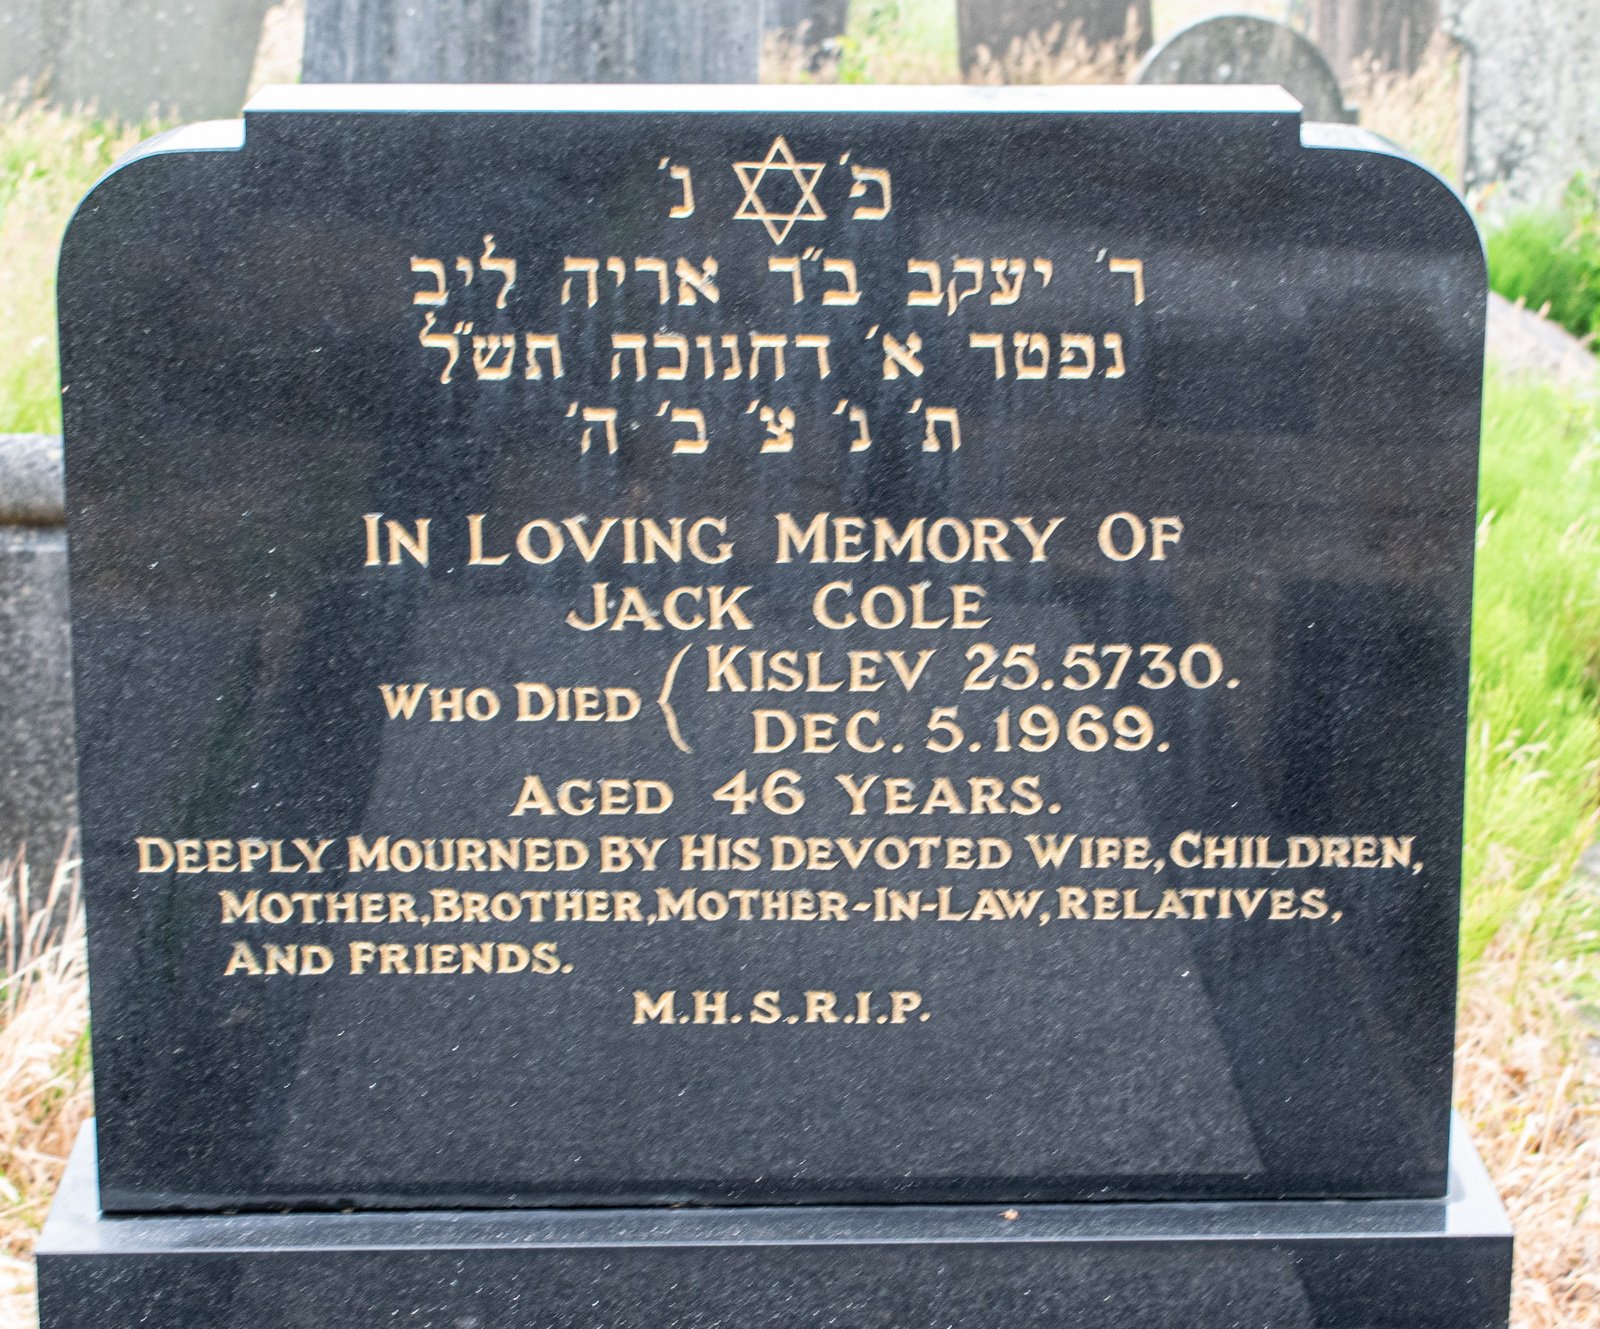 פ׳ נ׳
ר׳ יעקב ב״ר אריה ליב
נפטר א׳ דחנוכה תש״ל
ת׳ נ׳ צ׳ ב׳ ה׳
IN LOVING MEMORY OF
JACK COLE
WHO DIED { KISLEV 25.5730.
DEC. 5.1969.
AGED 46 YEARS.
DEEPLY MOURNED BY HIS DEVOTED WIFE, CHILDREN,
MOTHER, BROTHER, MOTHER-IN-LAW, RELATIVES,
AND FRIENDS.
M.H.S.R.I.P.